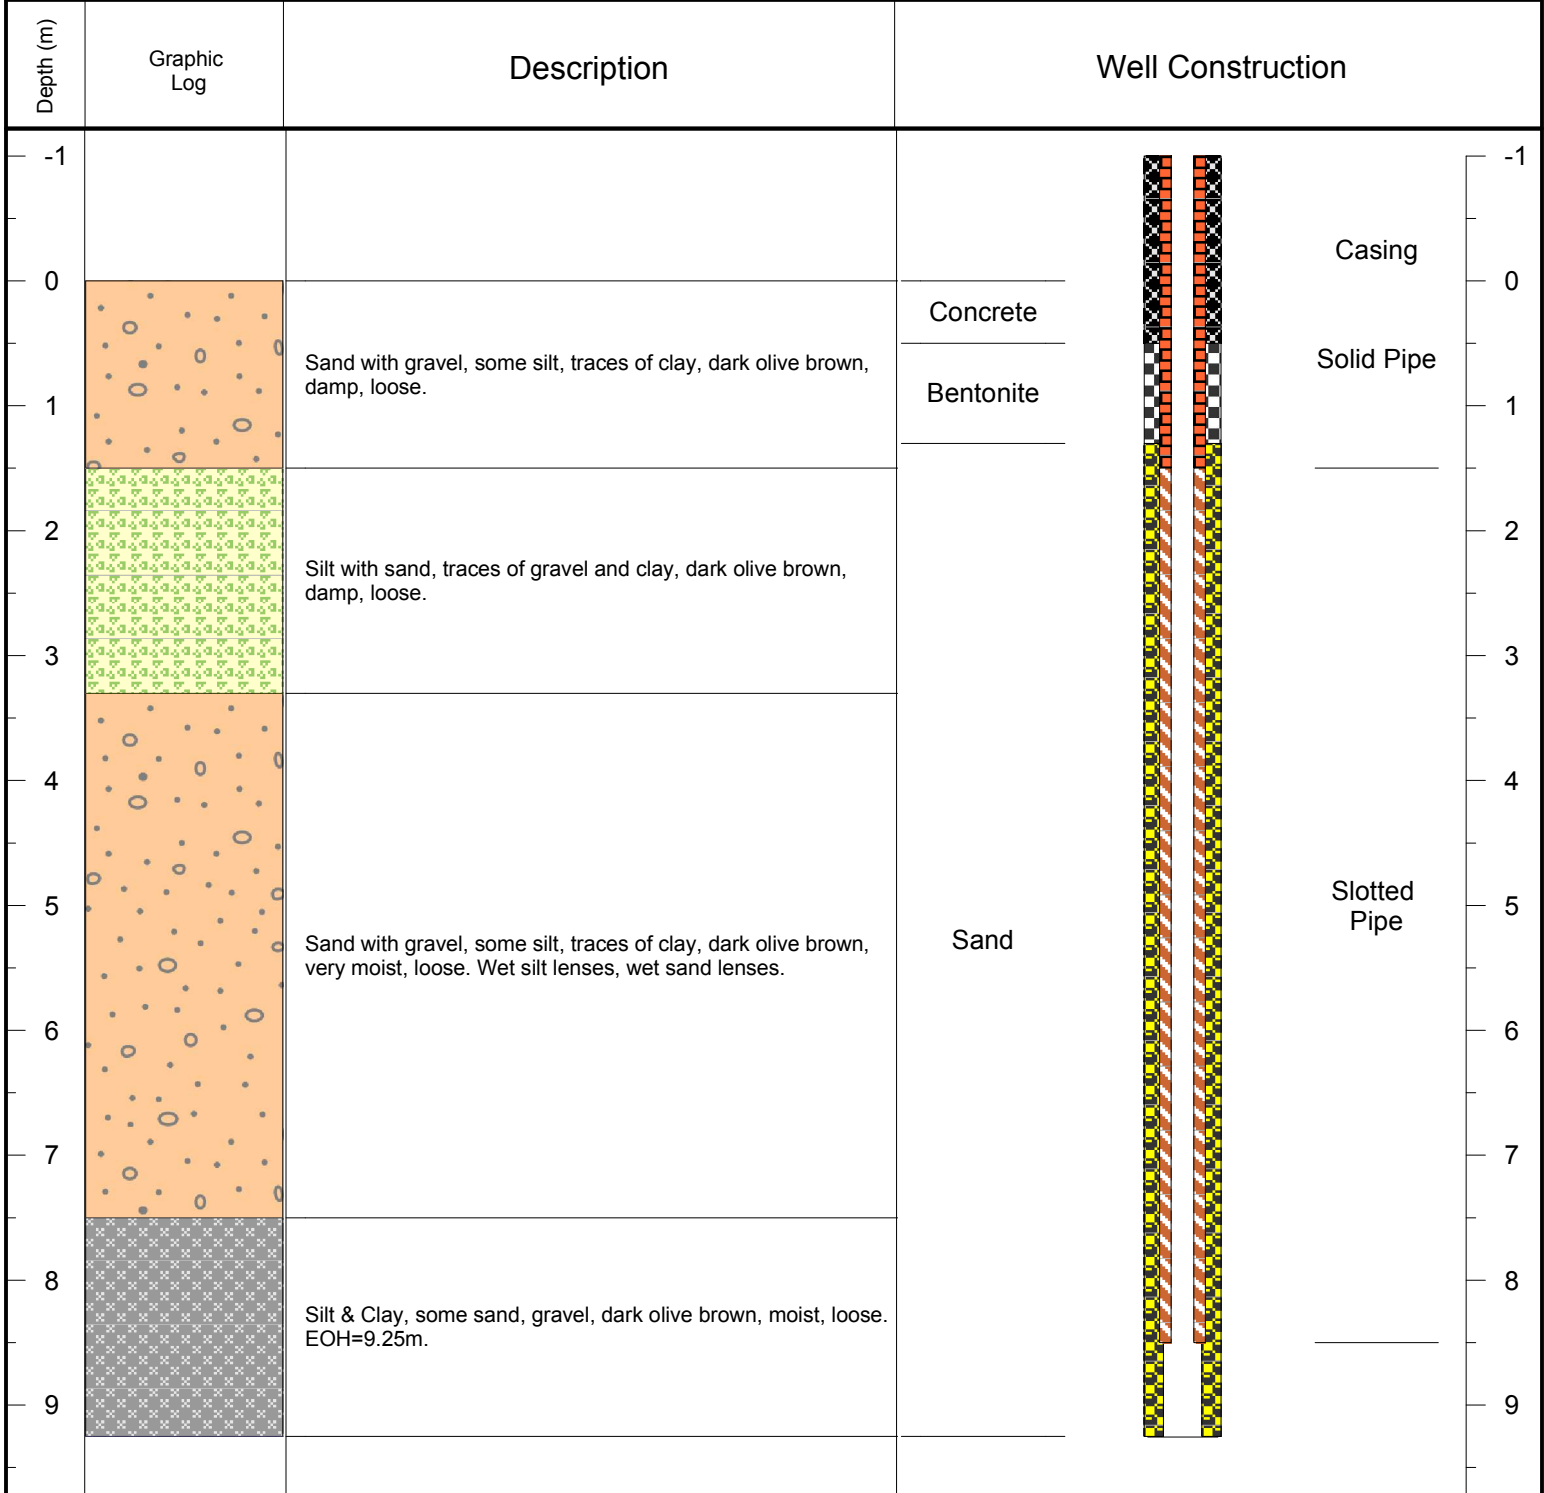 Depth (m)
Graphic
Log
Description
Well Construction
-1
-1
Casing
0
0
Concrete
Sand with gravel, some silt, traces of clay, dark olive brown,
damp, loose.
Solid Pipe
Bentonite
1
1
2
2
Silt with sand, traces of gravel and clay, dark olive brown,
damp, loose.
3
3
4
4
5
5
Slotted
Pipe
Sand with gravel, some silt, traces of clay, dark olive brown,
very moist, loose. Wet silt lenses, wet sand lenses.
Sand
6
6
7
7
8
8
Silt & Clay, some sand, gravel, dark olive brown, moist, loose.
EOH=9.25m.
9
9